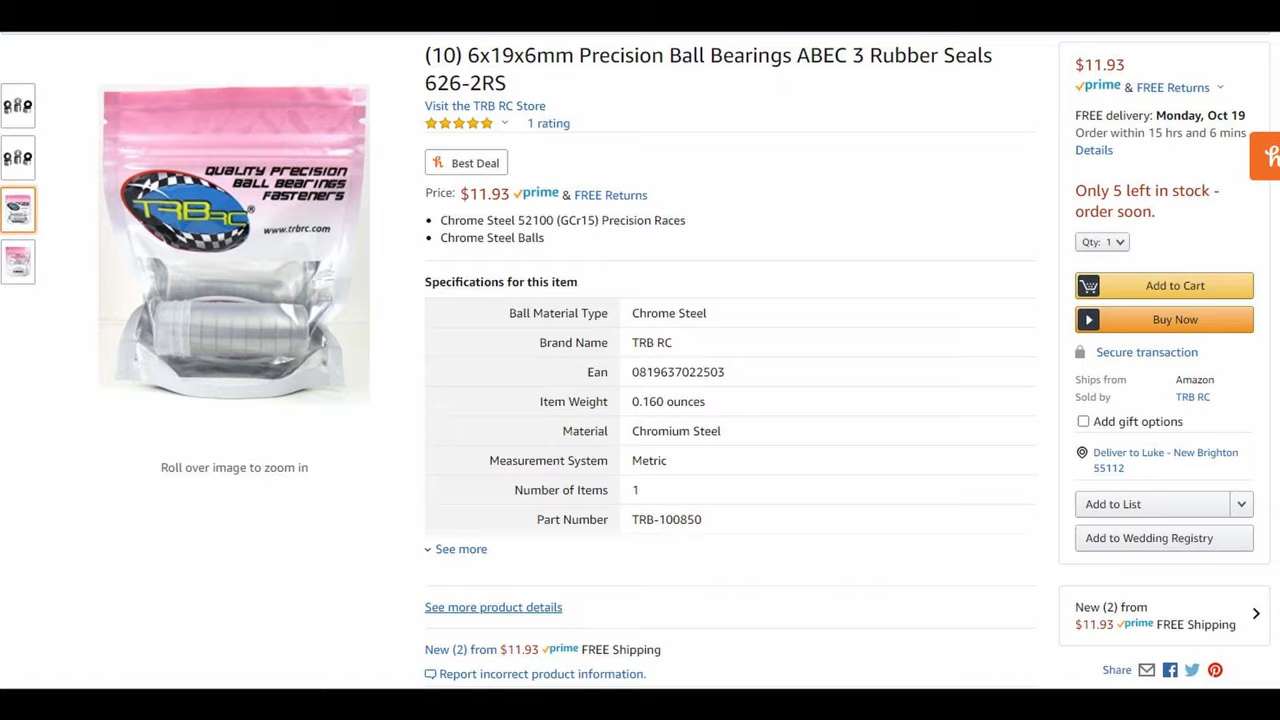 (10) 6x19x6mm Precision Ball Bearings ABEC 3 Rubber Seals
626-2RS
Visit the TRB RC Store
1 rating
Best Deal
Price: $11.93 prime & FREE Returns
Chrome Steel 52100 (GCr15) Precision Races
Chrome Steel Balls
Specifications for this item
Ball Material Type Chrome Steel
Brand Name TRB RC
Ean 0819637022503
Item Weight 0.160 ounces
Material Chromium Steel
Measurement System Metric
Number of Items 1
Part Number TRB-100850
See more
See more product details
New (2) from $11.93 prime FREE Shipping
Report incorrect product information.
QUALITY PRECISION
BALL BEARINGS
FASTENERS
TRBRC®
www.trbrc.com
Roll over image to zoom in
$11.93
prime & FREE Returns
FREE delivery: Monday, Oct 19
Order within 15 hrs and 6 mins
Details
Only 5 left in stock -
order soon.
Qty: 1
Add to Cart
Buy Now
Secure transaction
Ships from Amazon
Sold by TRB RC
Add gift options
Deliver to Luke - New Brighton
55112
Add to List
Add to Wedding Registry
New (2) from
$11.93 prime FREE Shipping
Share